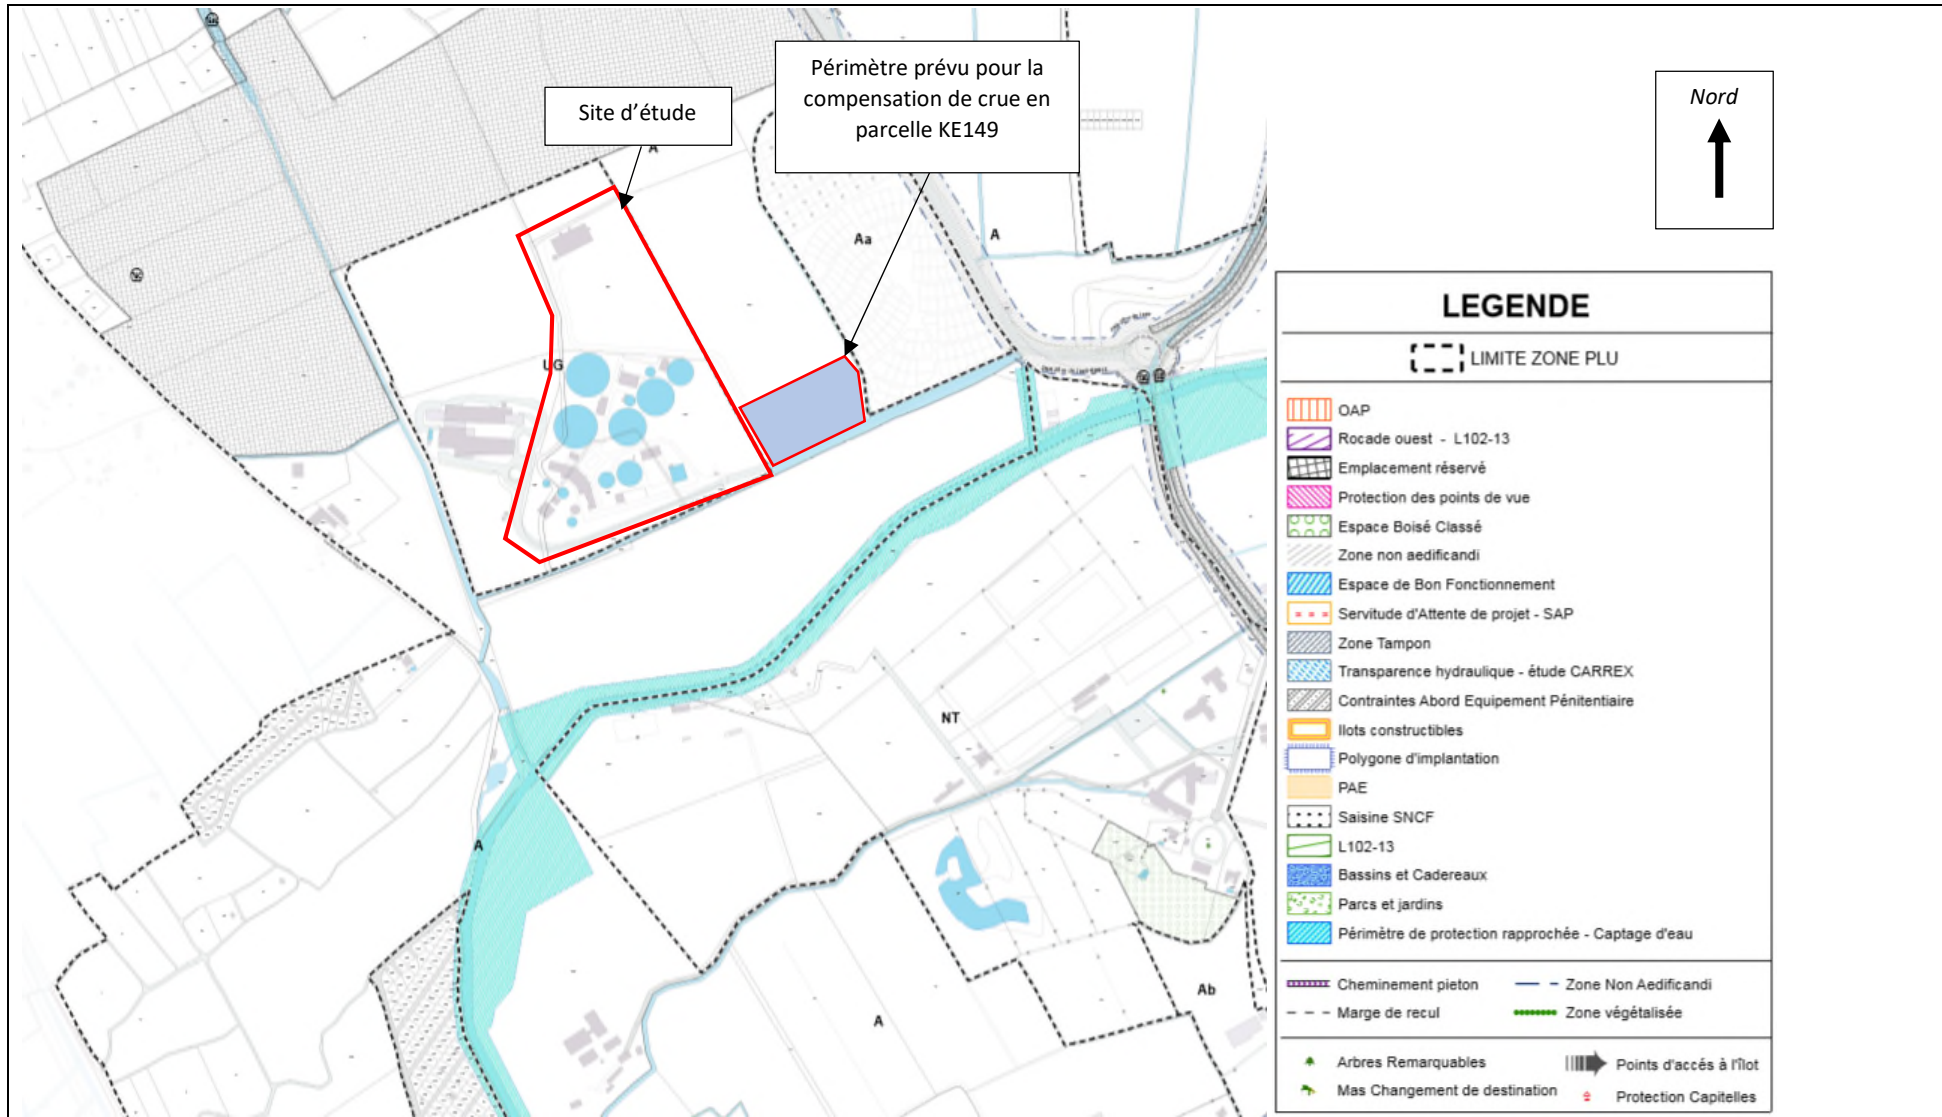 Site d'étude
Périmètre prévu pour la
compensation de crue en
parcelle KE149
Nord
A
Aa
A
UG
NT
A
A
Ab
LEGENDE
LIMITE ZONE PLU
OAP
Rocade ouest - L102-13
Emplacement réservé
Protection des points de vue
Espace Boisé Classé
Zone non aedificandi
Espace de Bon Fonctionnement
Servitude d'Attente de projet - SAP
Zone Tampon
Transparence hydraulique - étude CARREX
Contraintes Abord Equipement Pénitentiaire
Ilots constructibles
Polygone d'implantation
PAE
Saisine SNCF
L102-13
Bassins et Cadereaux
Parcs et jardins
Périmètre de protection rapprochée - Captage d'eau
Cheminement pieton
Zone Non Aedificandi
Marge de recul
Zone végétalisée
Arbres Remarquables
Points d'accés à l'îlot
Mas Changement de destination
Protection Capitelles